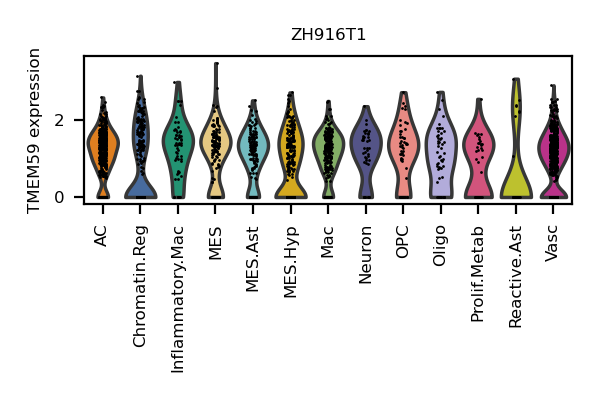 ZH916T1
TMEM59 expression
2
0
AC
Chromatin.Reg
Inflammatory.Mac
MES
MES.Ast
MES.Hyp
Mac
Neuron
OPC
Oligo
Prolif.Metab
Reactive.Ast
Vasc